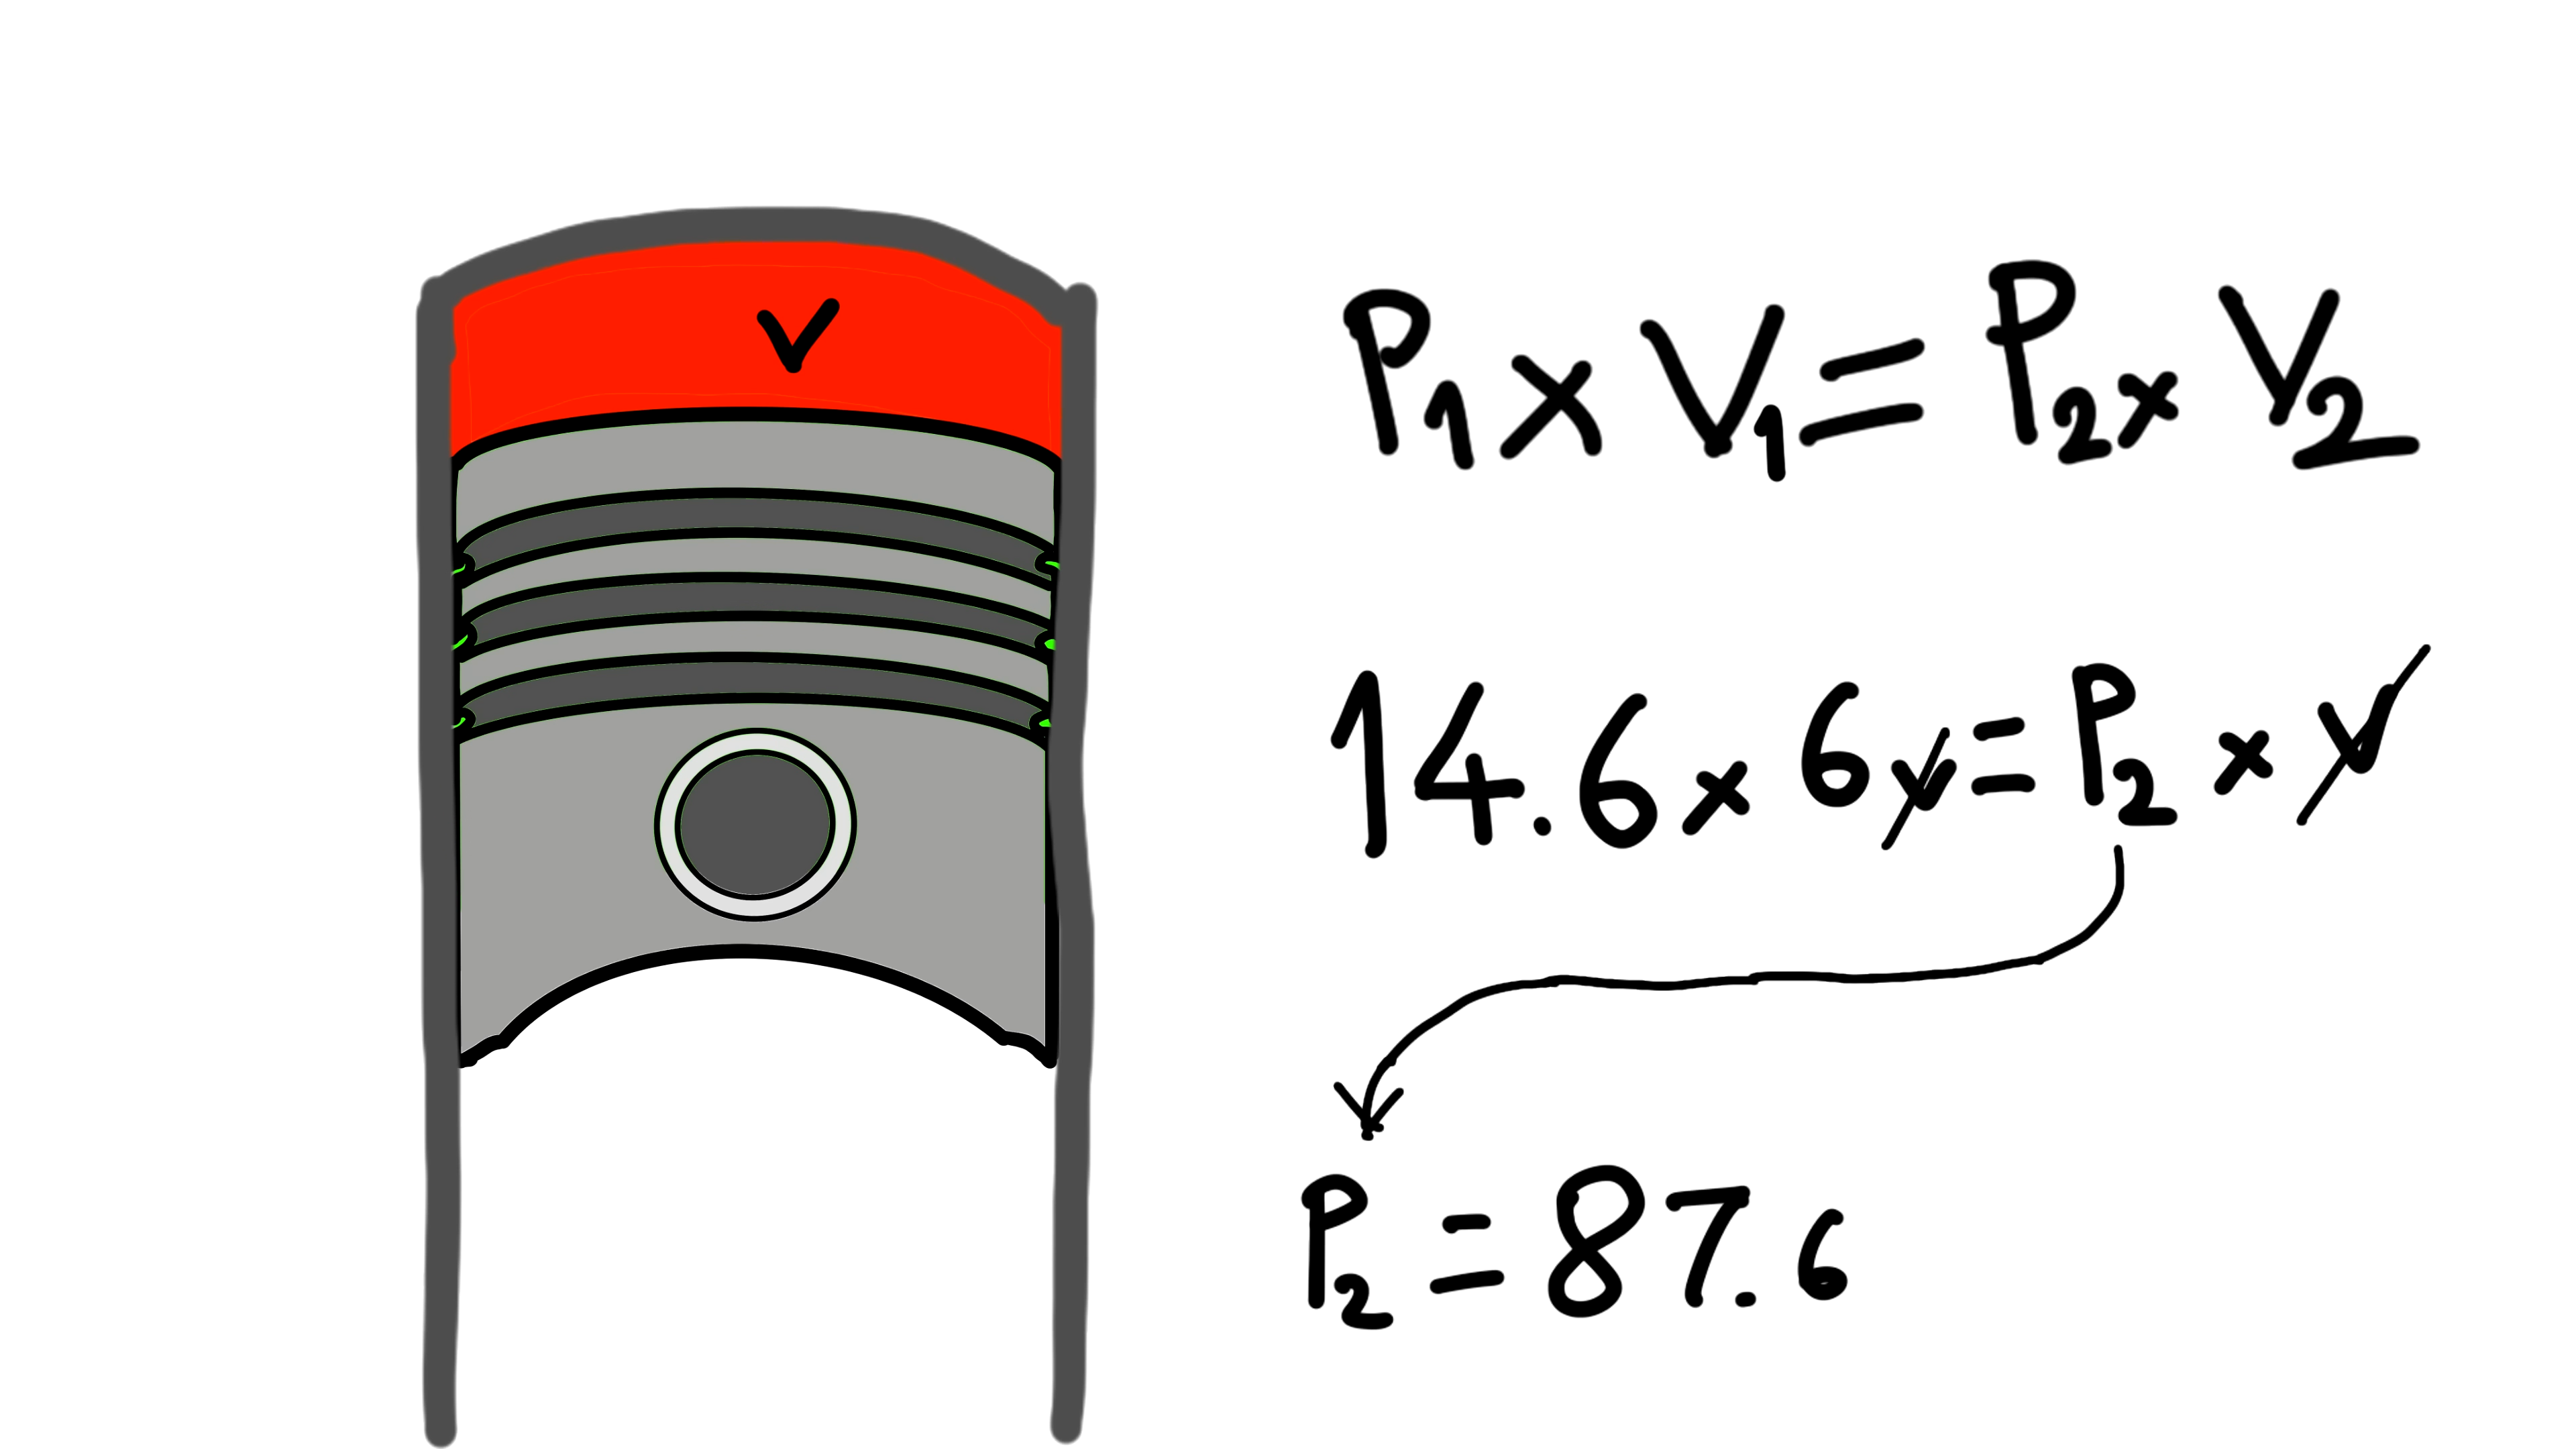 V
P₁ x V₁ = P₂ x V₂
14.6 x 6V = P₂ x V
P₂ = 87.6